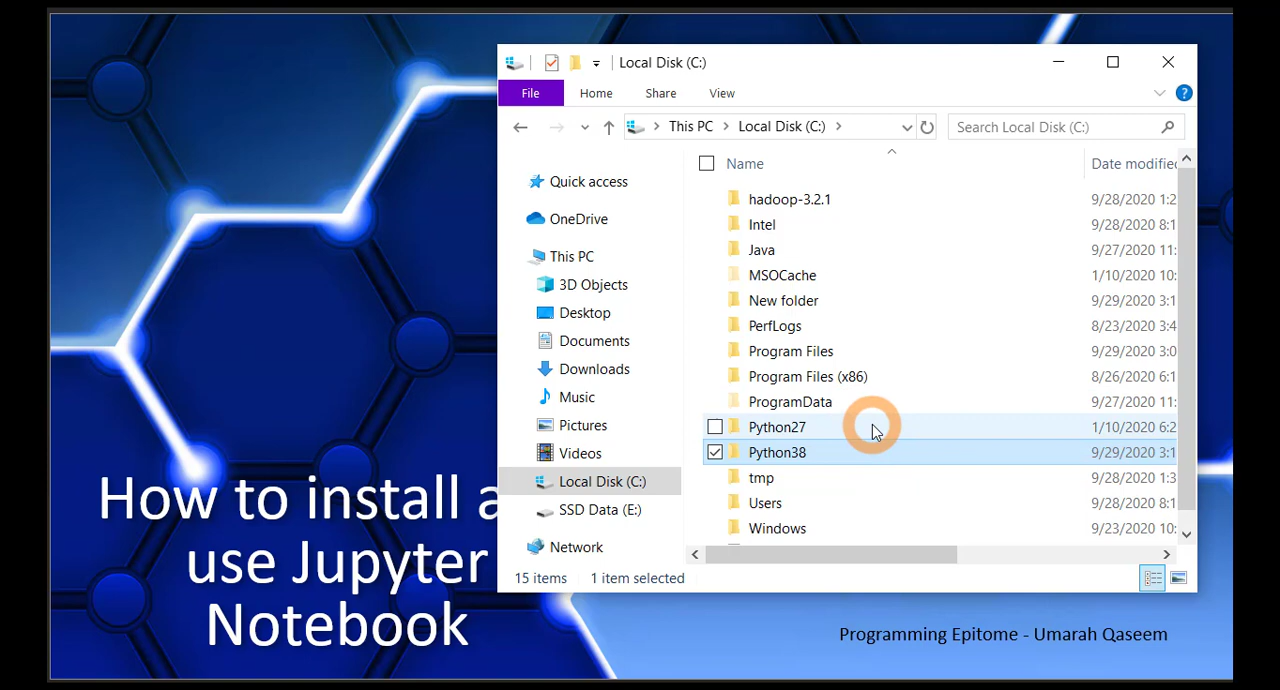 Local Disk (C:)
File
Home
Share
View
?
This PC
Local Disk (C:)
Search Local Disk (C:)
Quick access
OneDrive
This PC
3D Objects
Desktop
Documents
Downloads
Music
Pictures
Videos
Local Disk (C:)
SSD Data (E:)
Network
Name
Date modified
hadoop-3.2.1 9/28/2020 1:2
Intel 9/28/2020 8:1
Java 9/27/2020 11:
MSOCache 1/10/2020 10:
New folder 9/29/2020 3:1
PerfLogs 8/23/2020 3:4
Program Files 9/29/2020 3:0
Program Files (x86) 8/26/2020 6:1
ProgramData 9/27/2020 11:
Python27 1/10/2020 6:2
Python38 9/29/2020 3:1
tmp 9/28/2020 1:3
Users 9/28/2020 8:1
Windows 9/23/2020 10:
15 items
1 item selected
How to install a
use Jupyter
Notebook
Programming Epitome - Umarah Qaseem